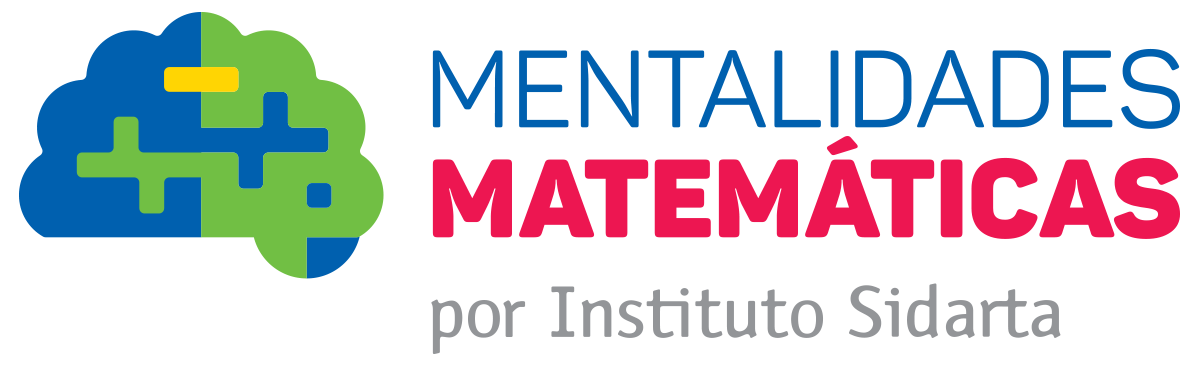 MENTALIDADES
MATEMÁTICAS
por Instituto Sidarta